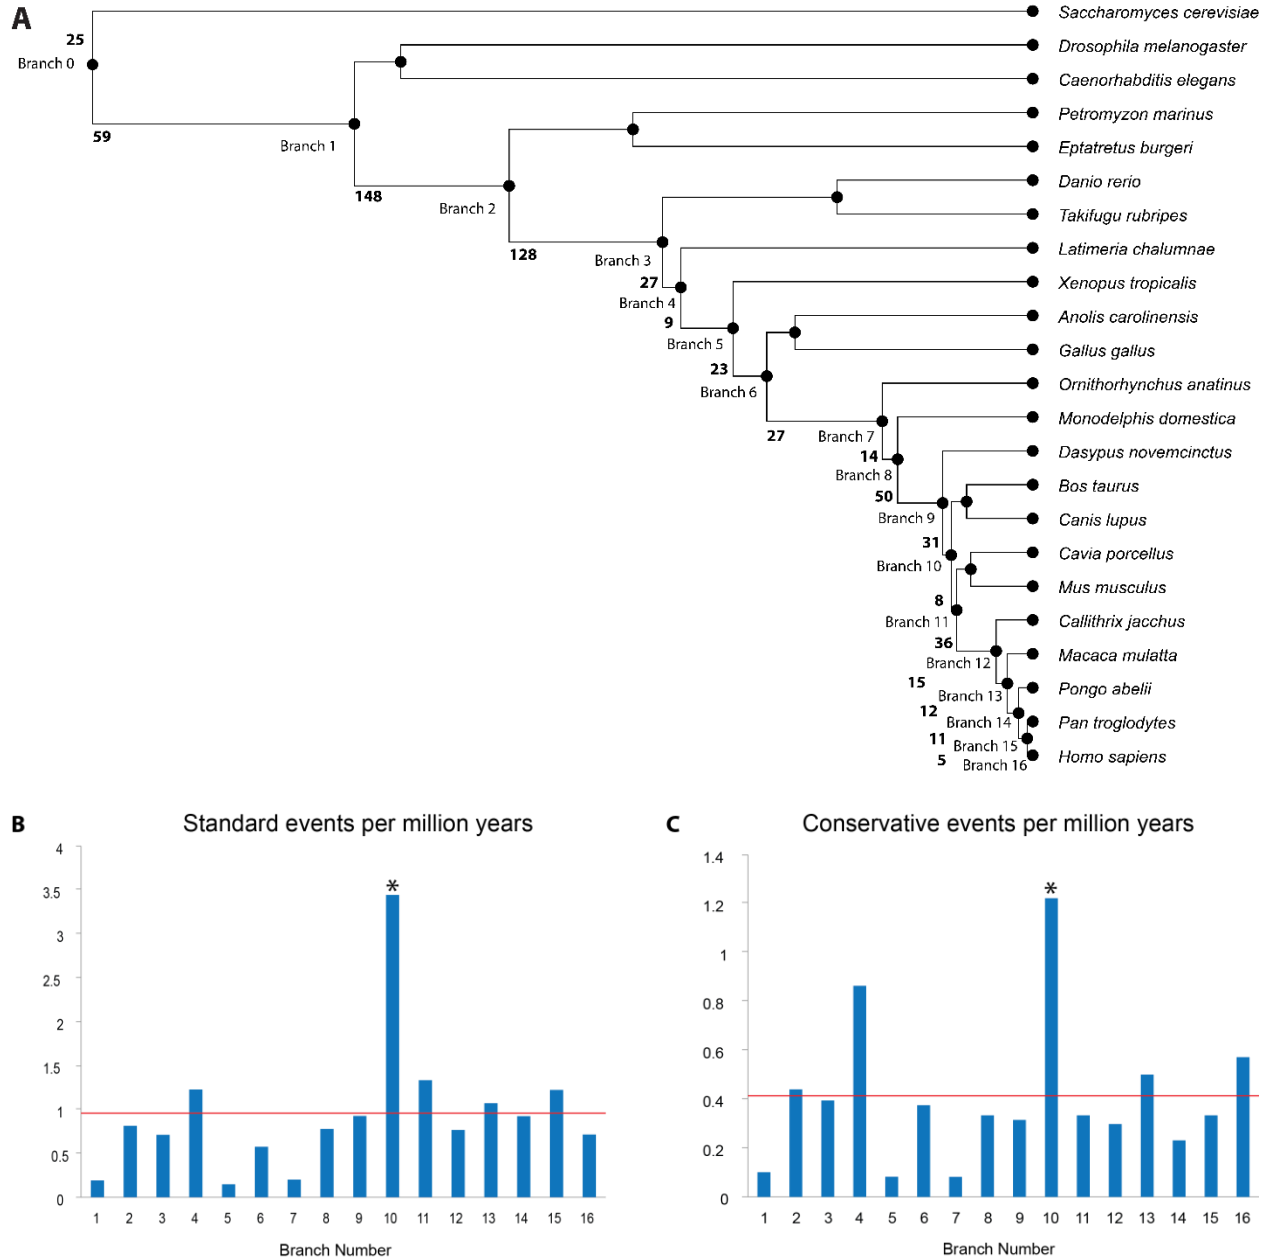 A
Saccharomyces cerevisiae
25
Drosophila melanogaster
Branch 0
Caenorhabditis elegans
Petromyzon marinus
59
Branch 1
Eptatretus burgeri
Danio rerio
148
Branch 2
Takifugu rubripes
128
Branch 3
Latimeria chalumnae
27
Branch 4
Xenopus tropicalis
9
Branch 5
Anolis carolinensis
Gallus gallus
23
Branch 6
Ornithorhynchus anatinus
27
Branch 7
Monodelphis domestica
14
Branch 8
Dasypus novemcinctus
50
Branch 9
Bos taurus
Canis lupus
31
Branch 10
Cavia porcellus
Mus musculus
8
Branch 11
Callithrix jacchus
36
Branch 12
Macaca mulatta
15
Branch 13
Pongo abelii
12
Branch 14
Pan troglodytes
11
Branch 15
Homo sapiens
5
Branch 16
B
Standard events per million years
4
3.5
3
2.5
2
1.5
1
0.5
0
*
1 2 3 4 5 6 7 8 9 10 11 12 13 14 15 16
Branch Number
C
Conservative events per million years
1.4
1.2
1
0.8
0.6
0.4
0.2
0
*
1 2 3 4 5 6 7 8 9 10 11 12 13 14 15 16
Branch Number